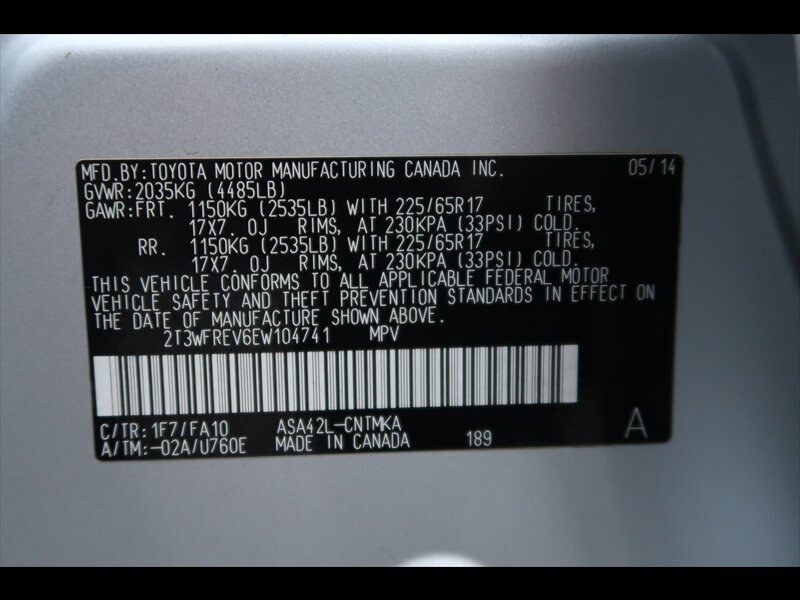 MFD.BY:TOYOTA MOTOR MANUFACTURING CANADA INC. 05/14
GVWR:2035KG (4485LB)
GAWR:FRT. 1150KG (2535LB) WITH 225/65R17 TIRES,
17X7. 0J RIMS, AT 230KPA (33PSI) COLD.
RR. 1150KG (2535LB) WITH 225/65R17 TIRES,
17X7. 0J RIMS, AT 230KPA (33PSI) COLD.
THIS VEHICLE CONFORMS TO ALL APPLICABLE FEDERAL MOTOR
VEHICLE SAFETY AND THEFT PREVENTION STANDARDS IN EFFECT ON
THE DATE OF MANUFACTURE SHOWN ABOVE.
2T3WFREV6EW104741 MPV
C/TR:1F7/FA10 ASA42L-CNTMKA
A/TM:-02A/U760E MADE IN CANADA 189 A